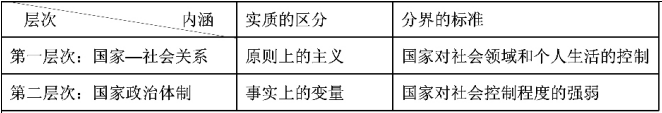 层次 内涵 实质的区分 分界的标准
第一层次：国家—社会关系 原则上的主义 国家对社会领域和个人生活的控制
第二层次：国家政治体制 事实上的变量 国家对社会控制程度的强弱